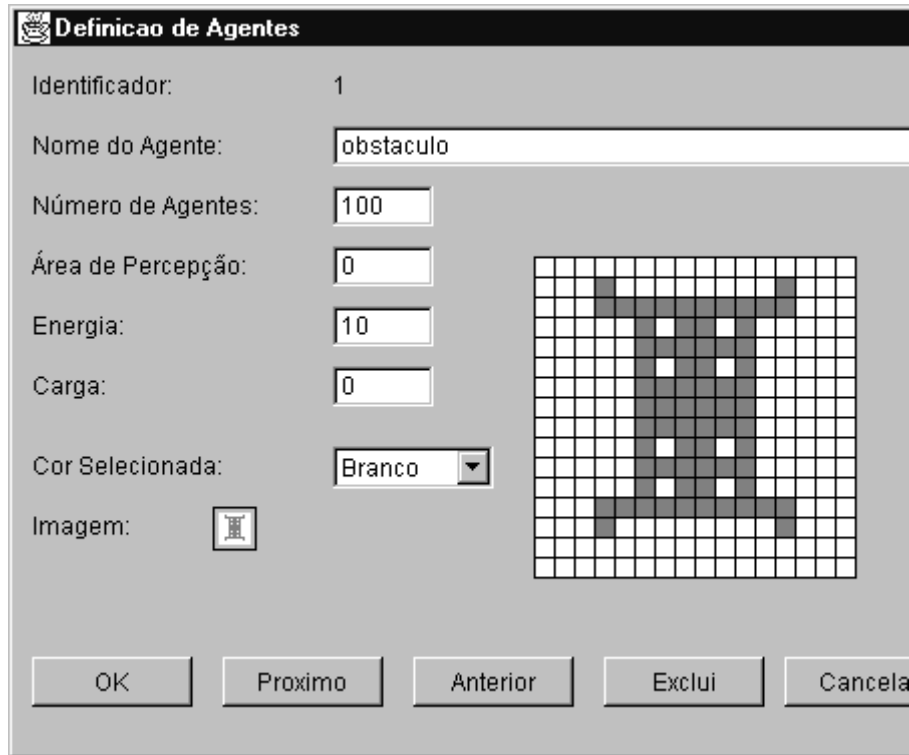 Definicao de Agentes
Identificador: 1
Nome do Agente: obstaculo
Número de Agentes: 100
Área de Percepção: 0
Energia: 10
Carga: 0
Cor Selecionada: Branco
Imagem:
OK Proximo Anterior Exclui Cancela